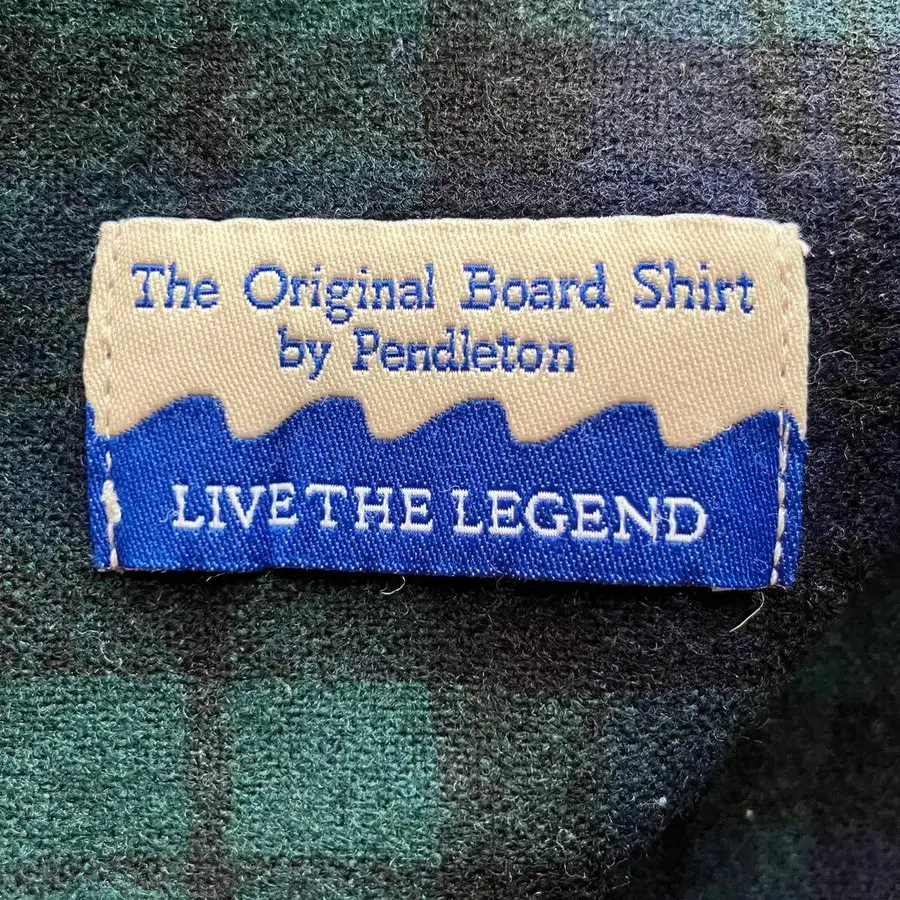 The Original Board Shirt
by Pendleton
LIVE THE LEGEND